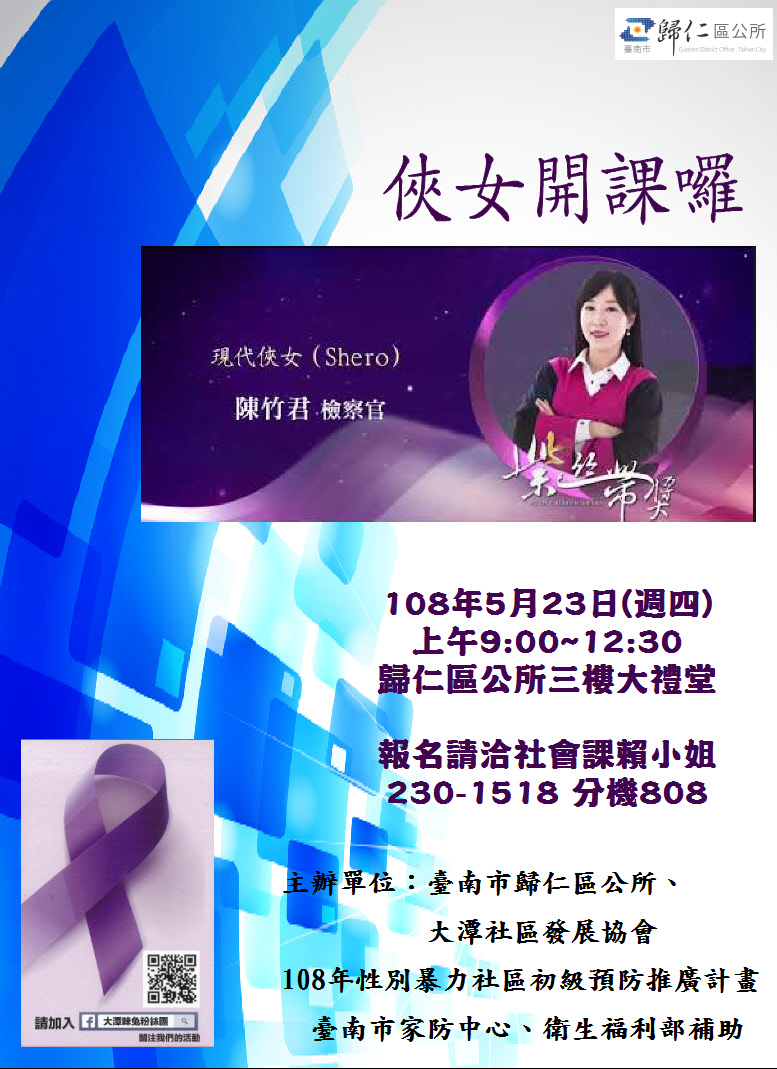 臺南市
歸仁區公所
Gueiren District Office, Tainan City
俠女開課囉
現代俠女(Shero)
陳竹君 檢察官
紫絲帶獎
108年5月23日(週四)
上午9:00~12:30
歸仁區公所三樓大禮堂
報名請洽社會課賴小姐
230-1518 分機808
主辦單位：臺南市歸仁區公所、
大潭社區發展協會
108年性別暴力社區初級預防推廣計畫
臺南市家防中心、衛生福利部補助
請加入 f 大潭眯兔粉絲團
關注我們的活動